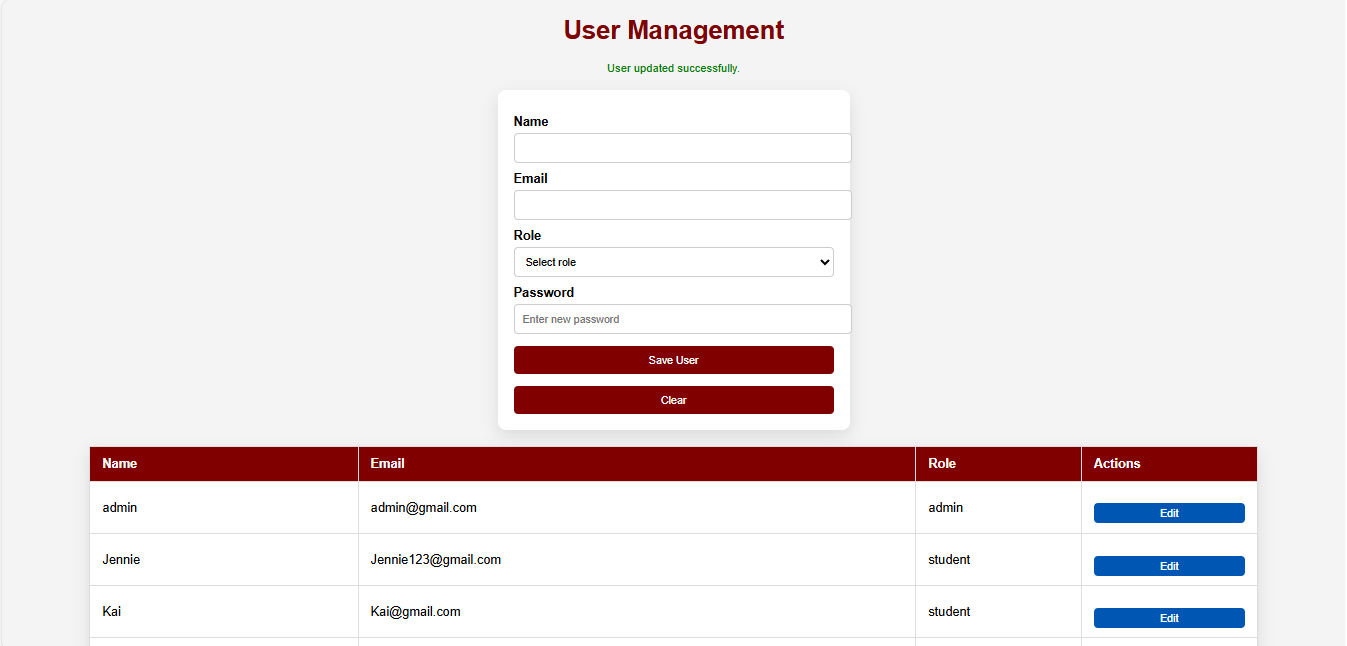 User Management
User updated successfully.
Name
Email
Role
Select role
Password
Enter new password
Save User
Clear
Name Email Role Actions
admin admin@gmail.com admin Edit
Jennie Jennie123@gmail.com student Edit
Kai Kai@gmail.com student Edit